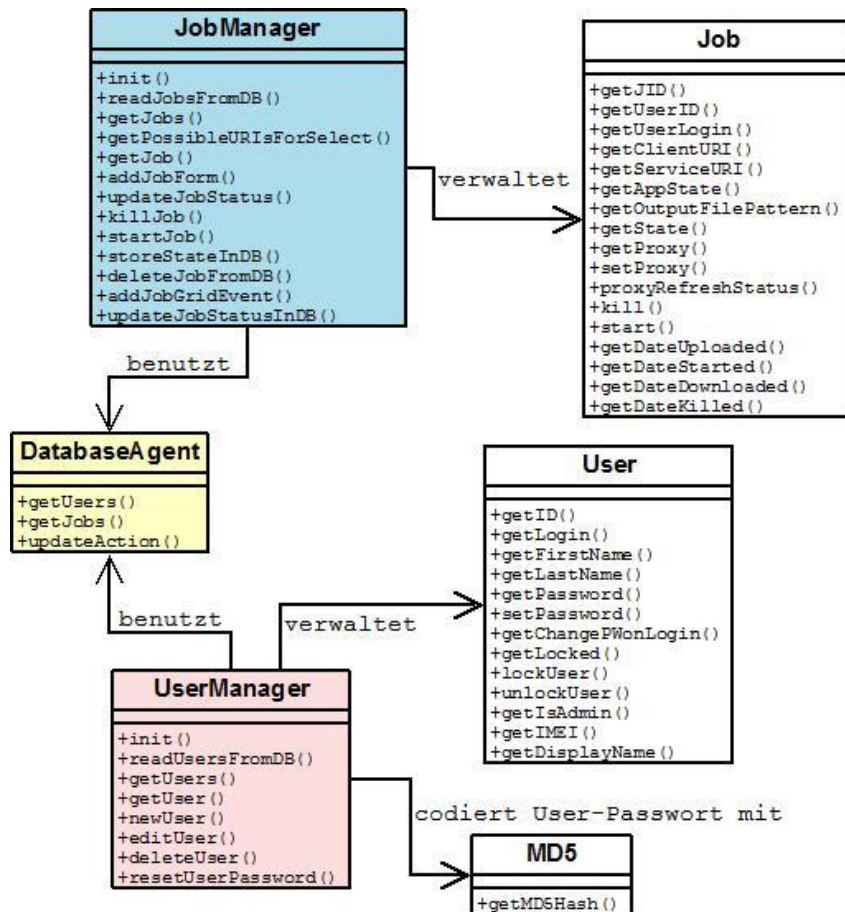 JobManager
+init()
+readJobsFromDB()
+getJobs()
+getPossibleURIsForSelect()
+getJob()
+addJobForm()
+updateJobStatus()
+killJob()
+startJob()
+storeStateInDB()
+deleteJobFromDB()
+addJobGridEvent()
+updateJobStatusInDB()
verwaltet
Job
+getJID()
+getUserID()
+getUserLogin()
+getClientURI()
+getServiceURI()
+getAppState()
+getOutputFilePattern()
+getState()
+getProxy()
+setProxy()
+proxyRefreshStatus()
+kill()
+start()
+getDateUploaded()
+getDateStarted()
+getDateDownloaded()
+getDateKilled()
benutzt
DatabaseAgent
+getUsers()
+getJobs()
+updateAction()
User
+getID()
+getLogin()
+getFirstName()
+getLastName()
+getPassword()
+setPassword()
+getChangePWonLogin()
+getLocked()
+lockUser()
+unlockUser()
+getIsAdmin()
+getIMEI()
+getDisplayName()
benutzt
verwaltet
UserManager
+init()
+readUsersFromDB()
+getUsers()
+getUser()
+newUser()
+editUser()
+deleteUser()
+resetUserPassword()
codiert User-Passwort mit
MD5
+getMD5Hash()